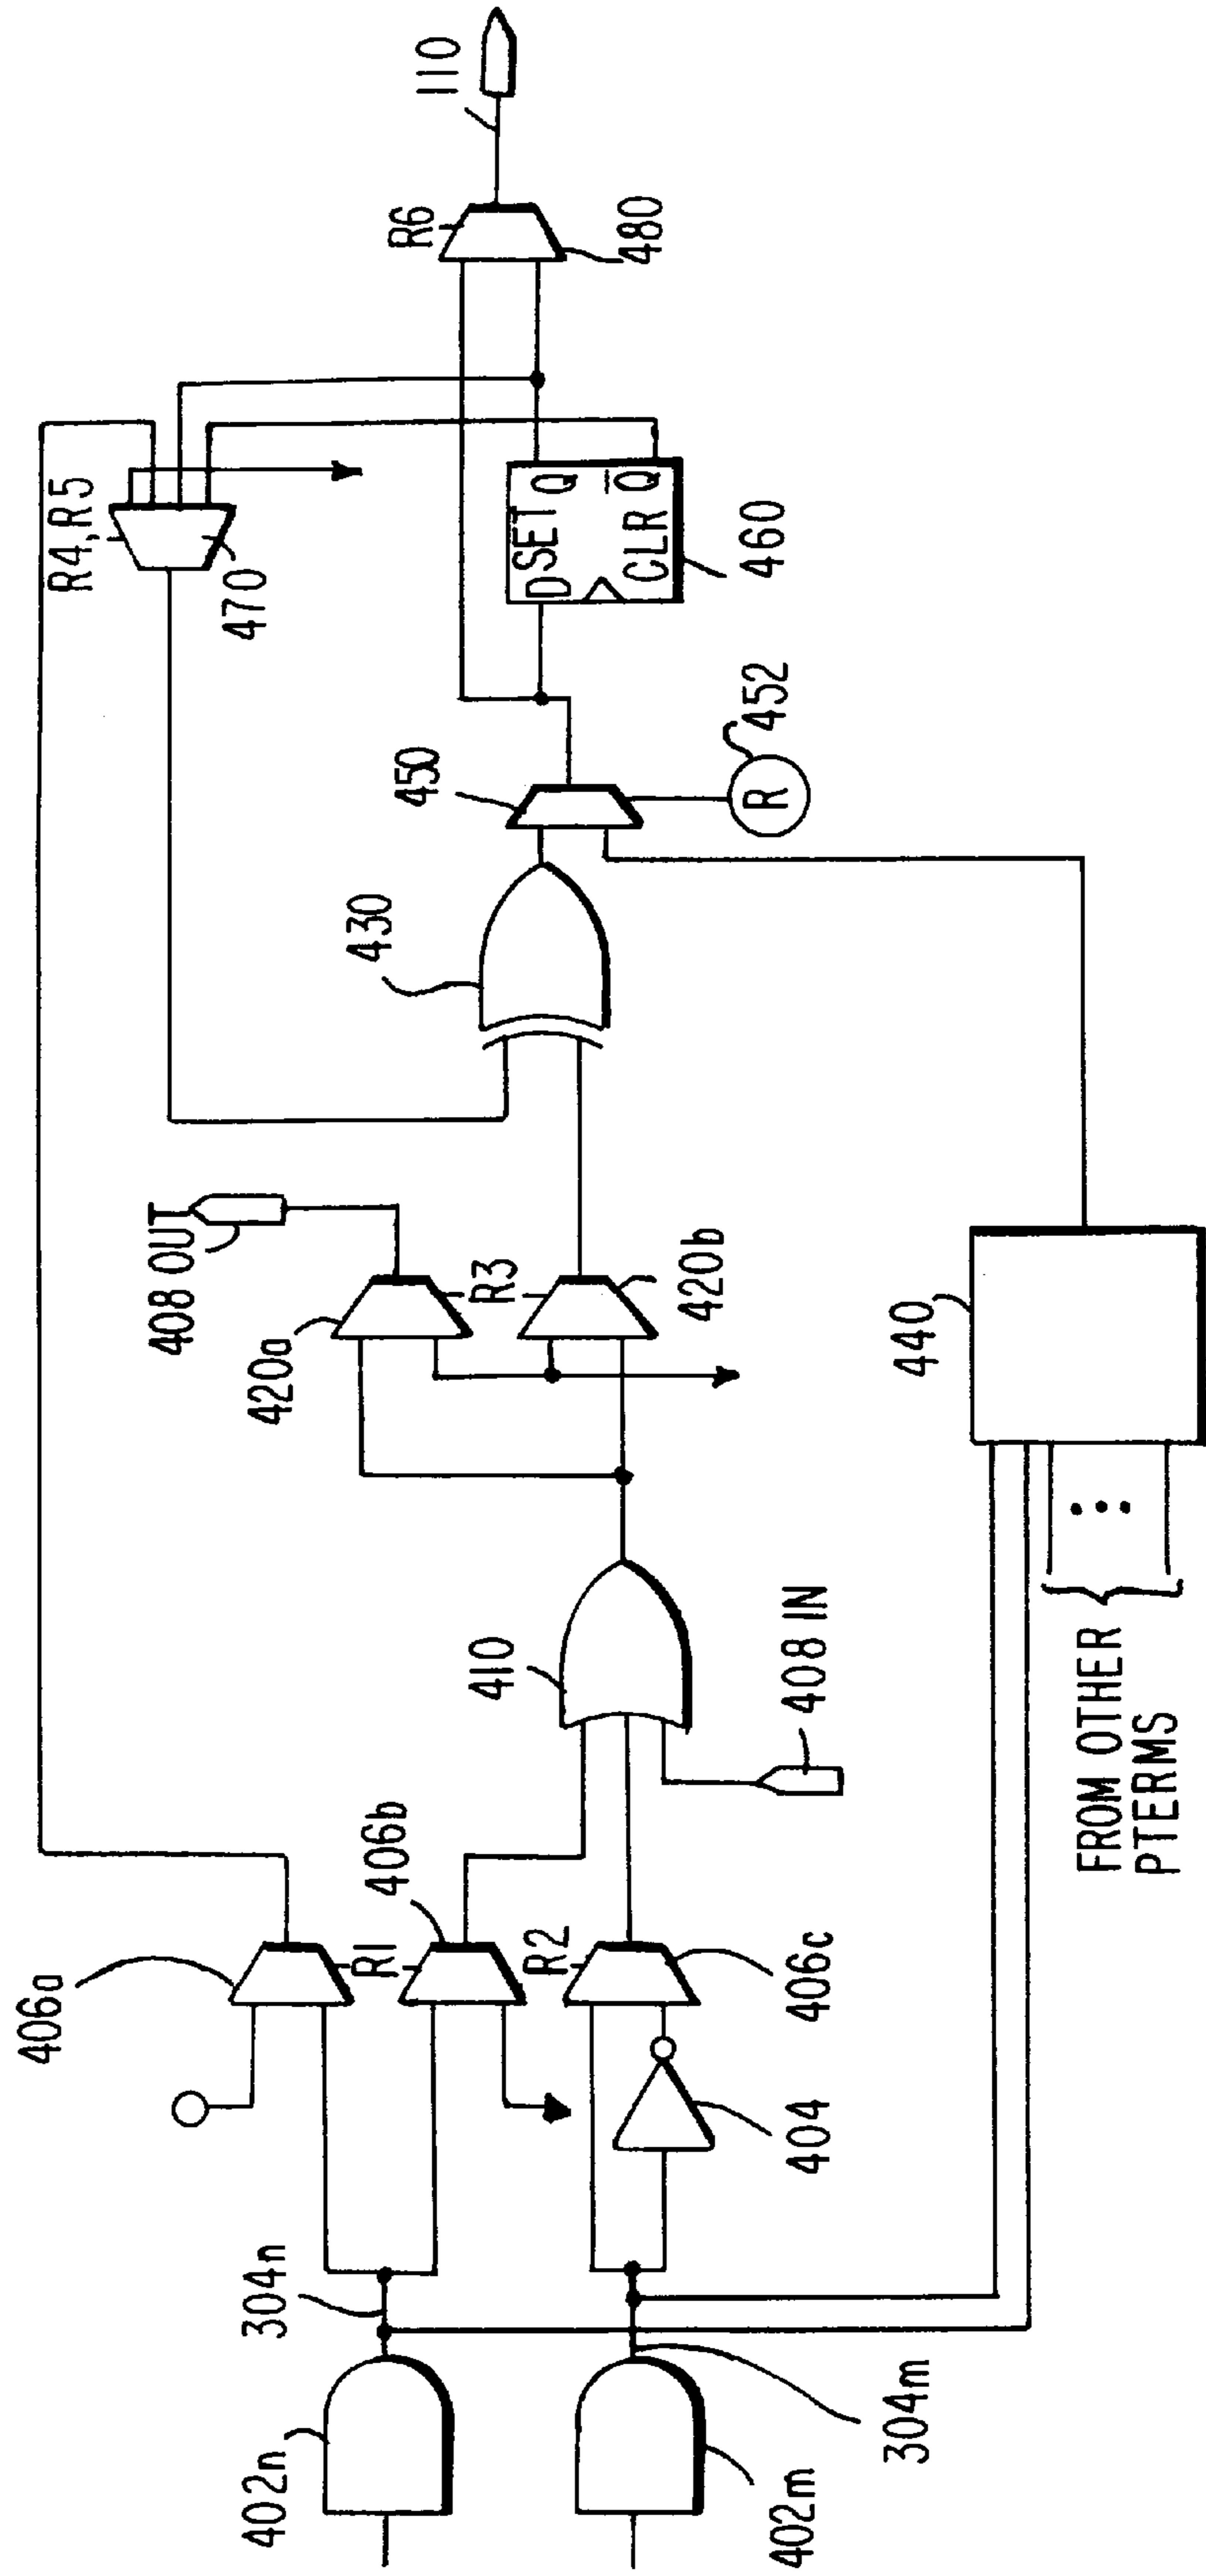 402n
304n
406a
R1
406b
R2
406c
404
402m
304m
410
408 IN
408 OUT
420a
R3
420b
430
440
FROM OTHER
PTERMS
450
R
452
R4,R5
470
D SET Q
CLR Q̅
460
R6
480
110